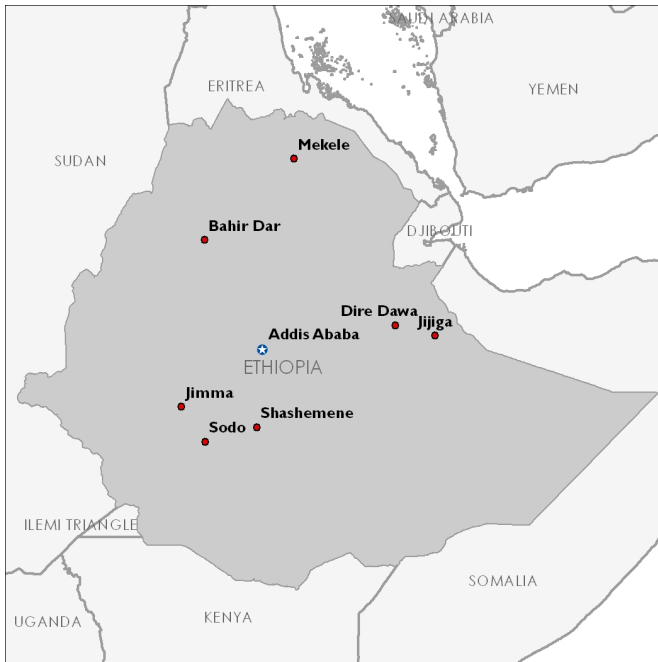 SAUDI ARABIA
ERITREA
YEMEN
Mekele
SUDAN
Bahir Dar
DJIBOUTI
Dire Dawa
Jijiga
Addis Ababa
ETHIOPIA
Jimma
Shashemene
Sodo
ILEMI TRIANGLE
SOMALIA
KENYA
UGANDA